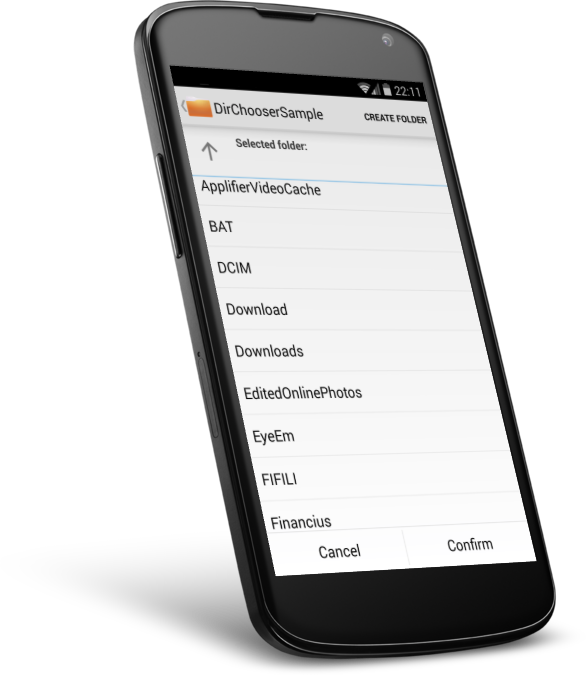 22:11
DirChooserSample
CREATE FOLDER
Selected folder:
ApplifierVideoCache
BAT
DCIM
Download
Downloads
EditedOnlinePhotos
EyeEm
FIFILI
Financius
Cancel
Confirm